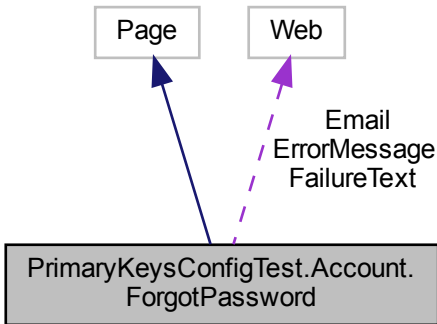 Page
Web
Email
ErrorMessage
FailureText
PrimaryKeysConfigTest.Account.
ForgotPassword